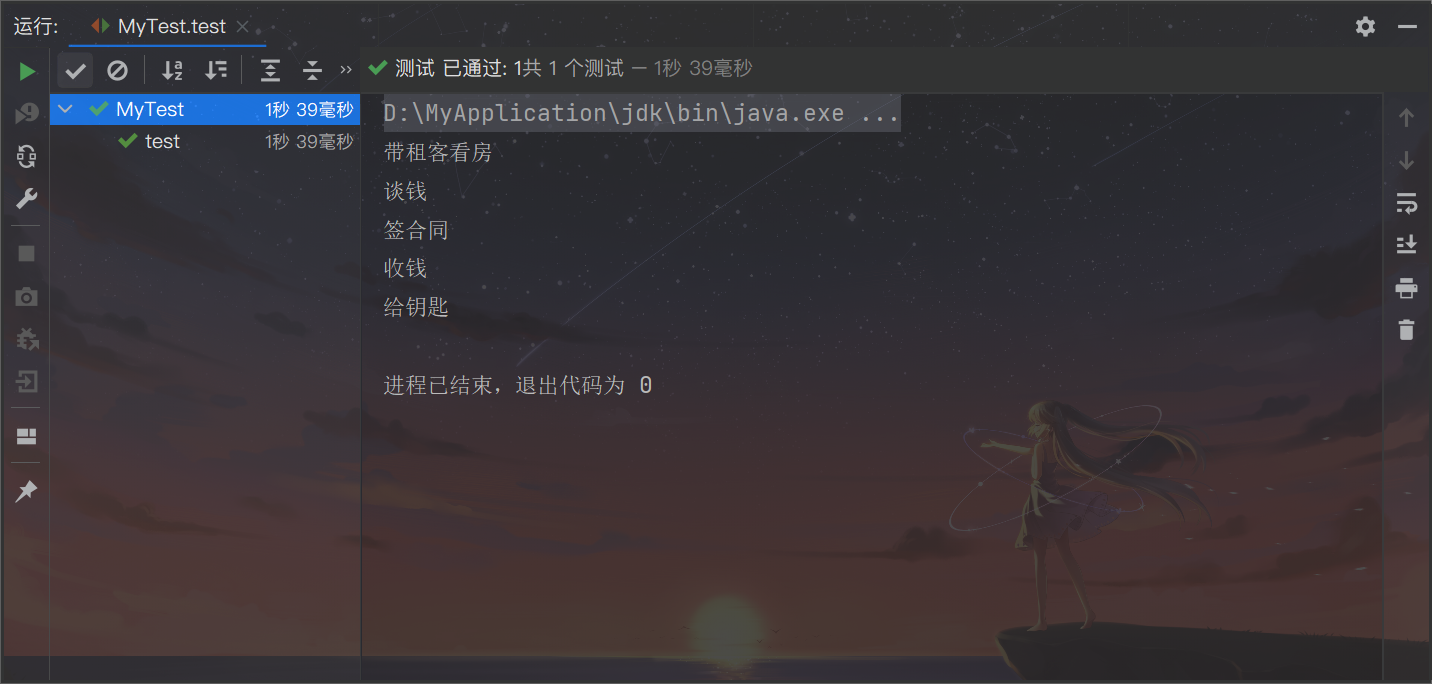 运行: MyTest.test
测试 已通过: 1共 1 个测试 – 1秒 39毫秒
MyTest 1秒 39毫秒
test 1秒 39毫秒
D:\MyApplication\jdk\bin\java.exe ...
带租客看房
谈钱
签合同
收钱
给钥匙
进程已结束，退出代码为 0